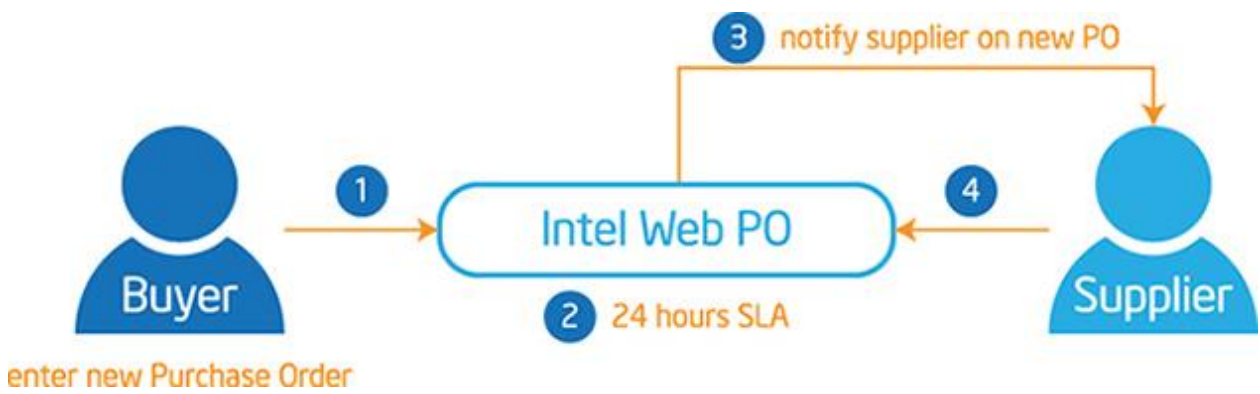 3 notify supplier on new PO
1
4
Intel Web PO
Buyer
Supplier
2 24 hours SLA
enter new Purchase Order